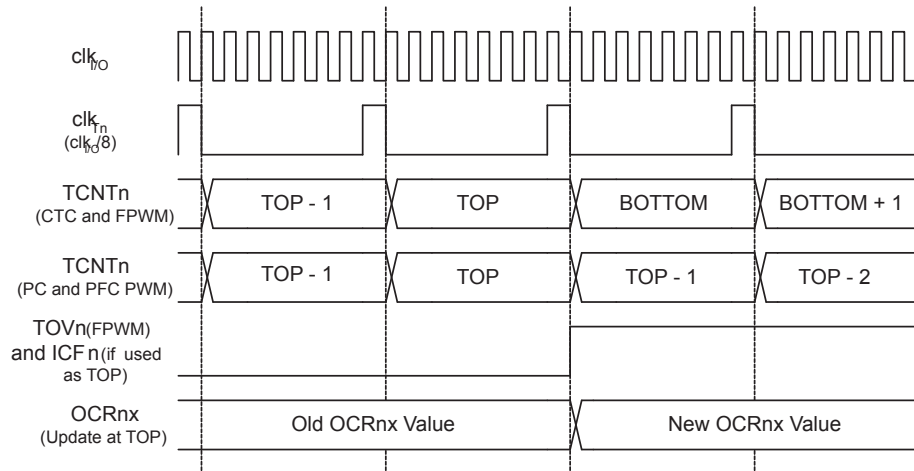 clkI/O
clkTn
(clkI/O/8)
TCNTn
(CTC and FPWM)
TOP - 1
TOP
BOTTOM
BOTTOM + 1
TCNTn
(PC and PFC PWM)
TOP - 1
TOP
TOP - 1
TOP - 2
TOVn(FPWM)
and ICF n(if used
as TOP)
OCRnx
(Update at TOP)
Old OCRnx Value
New OCRnx Value